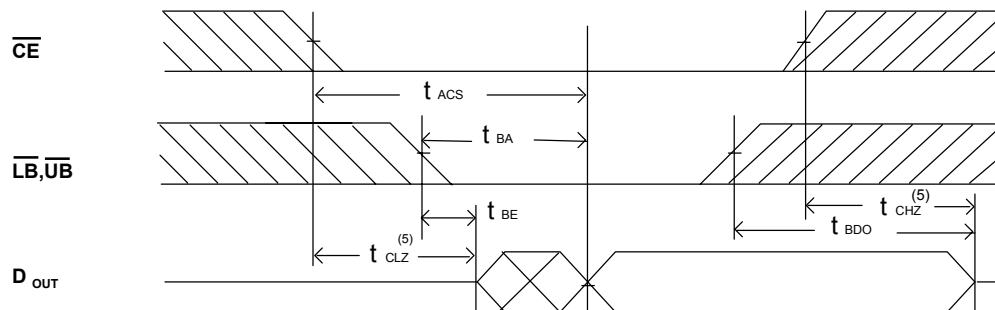 CE
t ACS
t BA
LB,UB
t BE
t CHZ (5)
t BDO
t CLZ (5)
D OUT